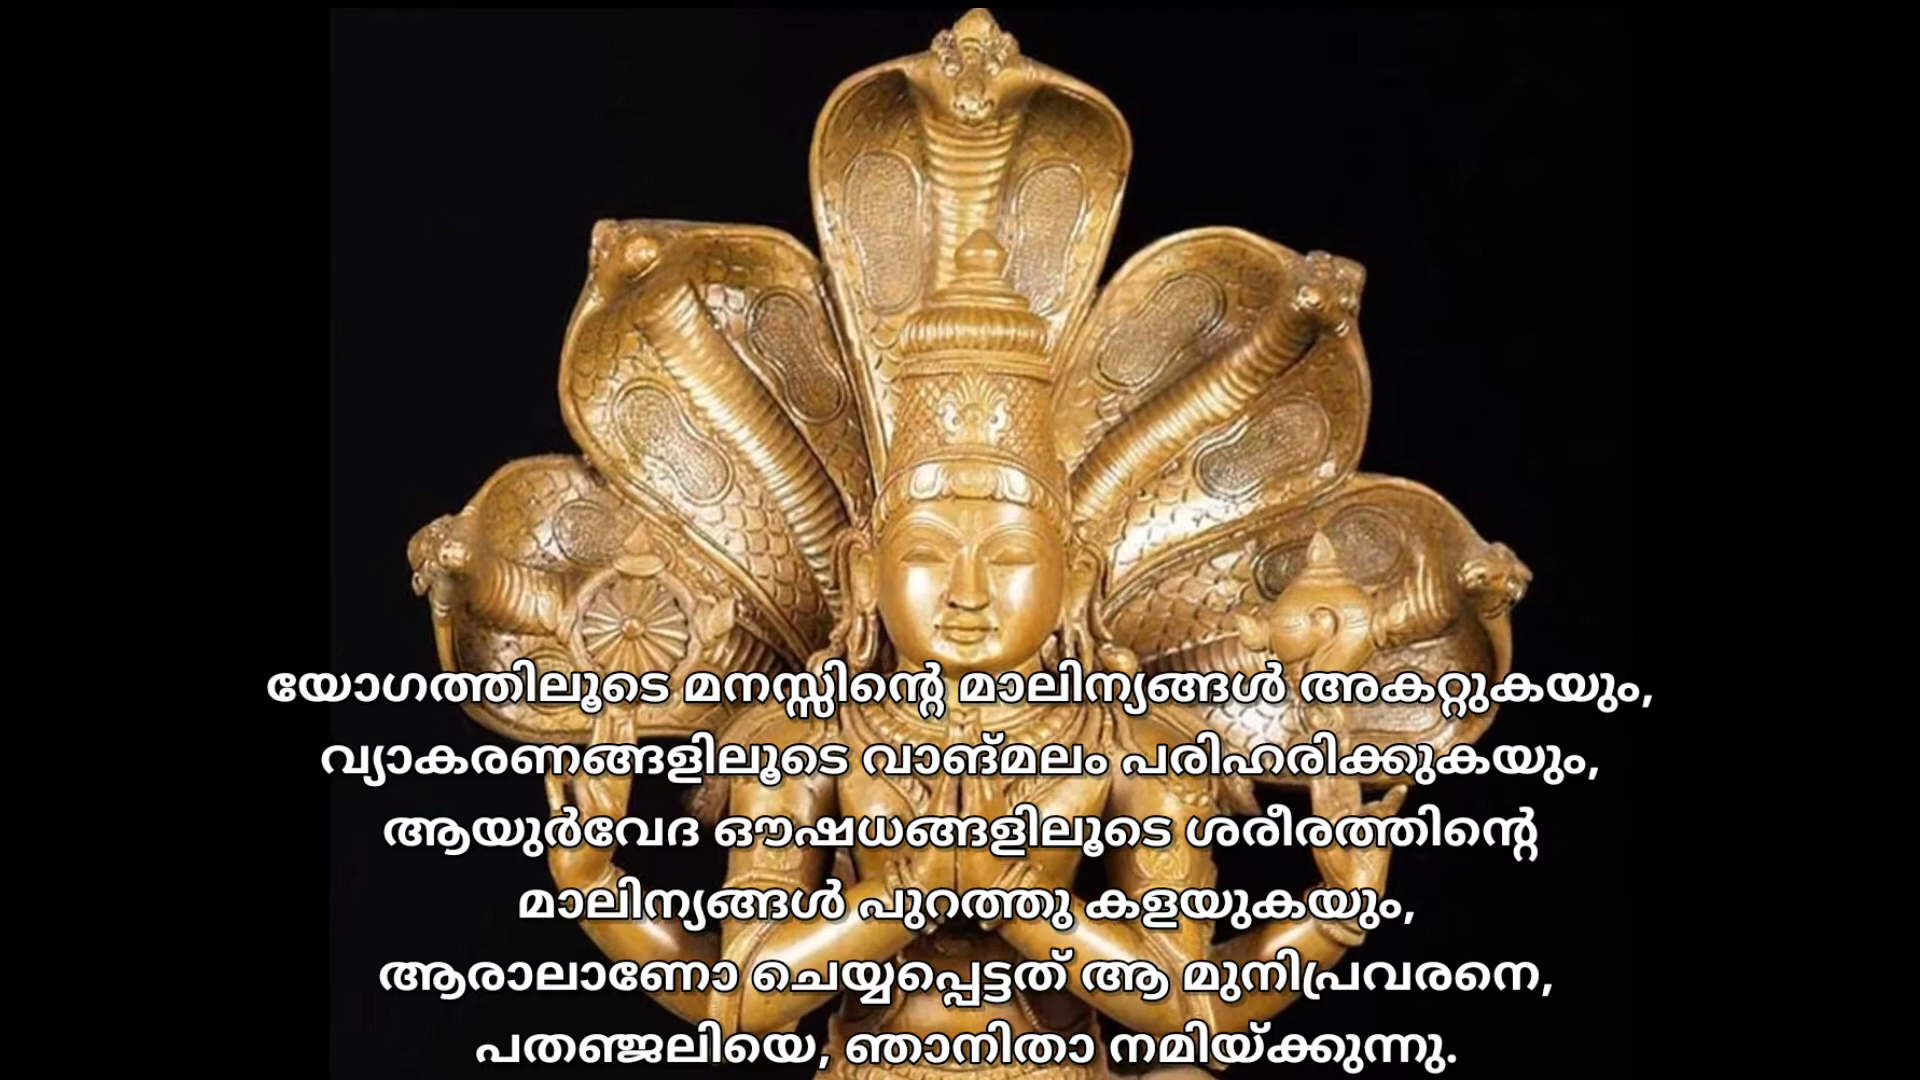 യോഗത്തിലൂടെ മനസ്സിന്റെ മാലിന്യങ്ങൾ അകറ്റുകയും,
വ്യാകരണങ്ങളിലൂടെ വാങ്മലം പരിഹരിക്കുകയും,
ആയുർവേദ ഔഷധങ്ങളിലൂടെ ശരീരത്തിന്റെ
മാലിന്യങ്ങൾ പുറത്തു കളയുകയും,
ആരാലാണോ ചെയ്യപ്പെട്ടത് ആ മുനിപ്രവരനെ,
പതഞ്ജലിയെ, ഞാനിതാ നമിയ്ക്കുന്നു.